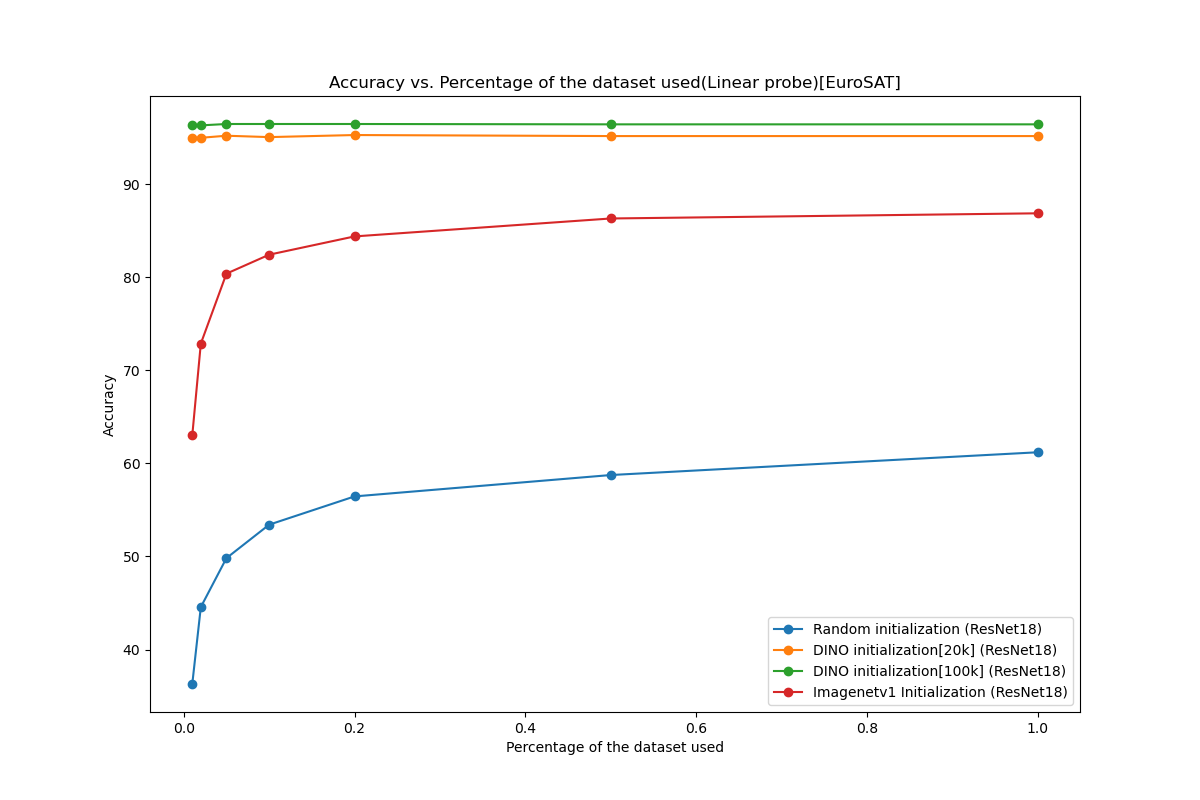 Accuracy vs. Percentage of the dataset used(Linear probe)[EuroSAT]
Accuracy
90
80
70
60
50
40
0.0 0.2 0.4 0.6 0.8 1.0
Percentage of the dataset used
Random initialization (ResNet18)
DINO initialization[20k] (ResNet18)
DINO initialization[100k] (ResNet18)
Imagenetv1 Initialization (ResNet18)